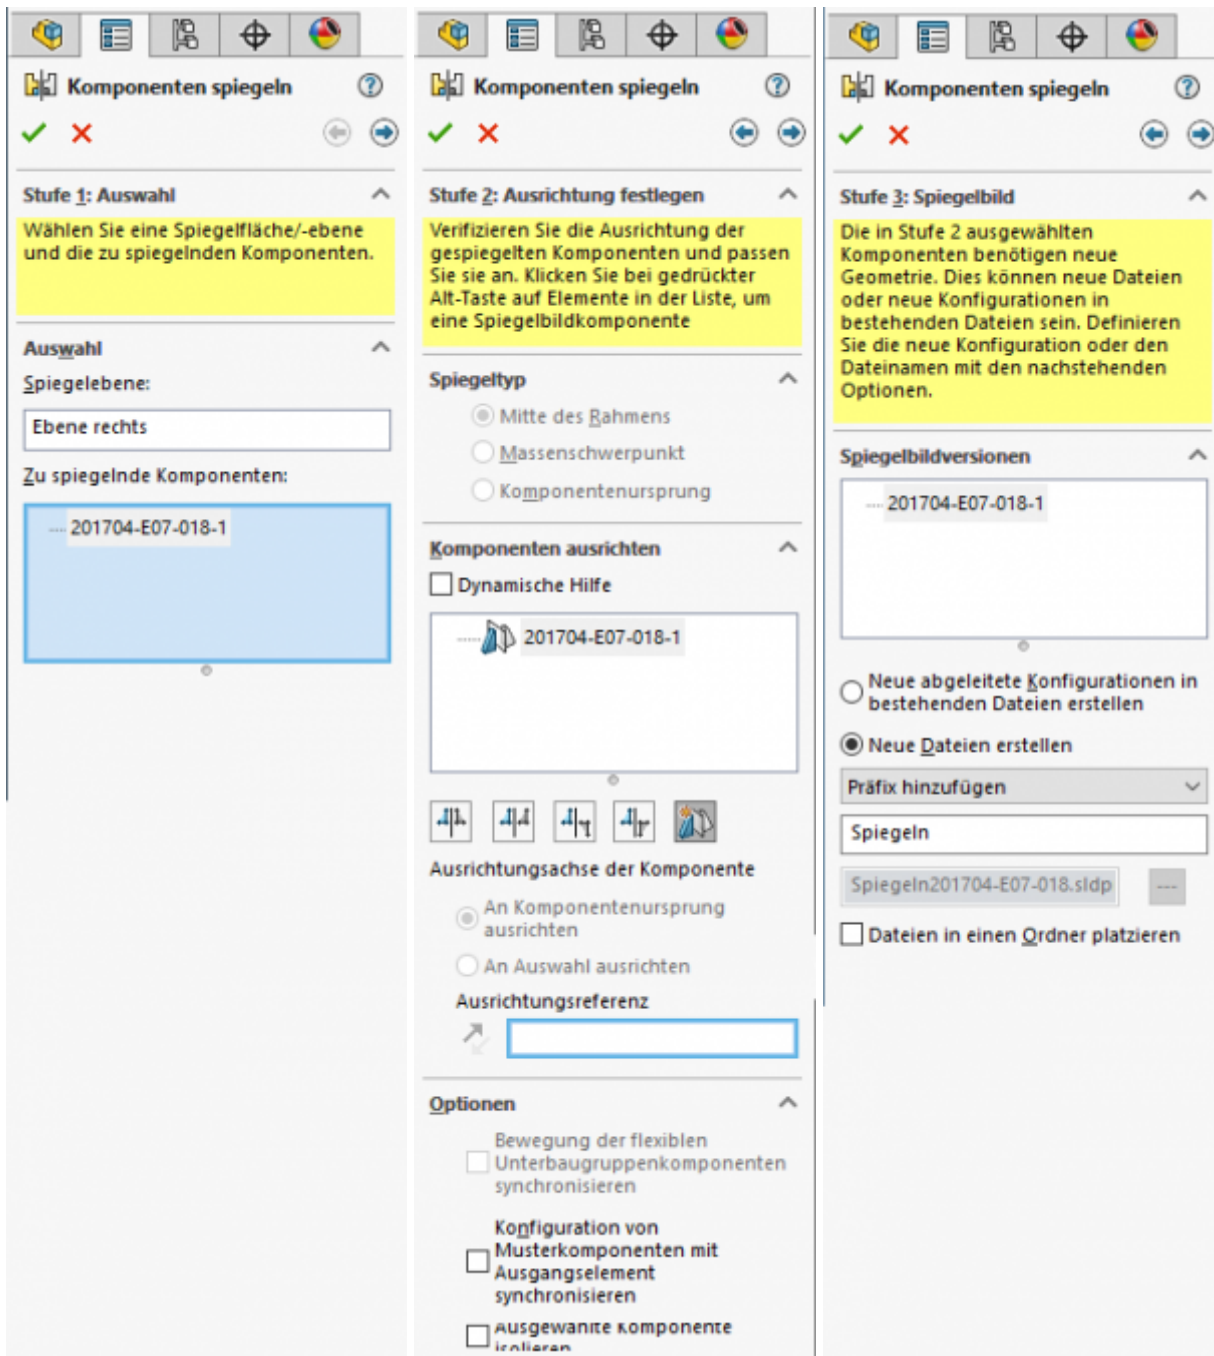 Komponenten spiegeln
Stufe 1: Auswahl
Wählen Sie eine Spiegelfläche/-ebene
und die zu spiegelnden Komponenten.
Auswahl
Spiegelebene:
Ebene rechts
Zu spiegelnde Komponenten:
201704-E07-018-1
Komponenten spiegeln
Stufe 2: Ausrichtung festlegen
Verifizieren Sie die Ausrichtung der
gespiegelten Komponenten und passen
Sie sie an. Klicken Sie bei gedrückter
Alt-Taste auf Elemente in der Liste, um
eine Spiegelbildkomponente
Spiegeltyp
Mitte des Rahmens
Massenschwerpunkt
Komponentenursprung
Komponenten ausrichten
Dynamische Hilfe
201704-E07-018-1
Ausrichtungsachse der Komponente
An Komponentenursprung
ausrichten
An Auswahl ausrichten
Ausrichtungsreferenz
Optionen
Bewegung der flexiblen
Unterbaugruppenkomponenten
synchronisieren
Konfiguration von
Musterkomponenten mit
Ausgangselement
synchronisieren
Ausgewählte Komponente
isolieren
Komponenten spiegeln
Stufe 3: Spiegelbild
Die in Stufe 2 ausgewählten
Komponenten benötigen neue
Geometrie. Dies können neue Dateien
oder neue Konfigurationen in
bestehenden Dateien sein. Definieren
Sie die neue Konfiguration oder den
Dateinamen mit den nachstehenden
Optionen.
Spiegelbildversionen
201704-E07-018-1
Neue abgeleitete Konfigurationen in
bestehenden Dateien erstellen
Neue Dateien erstellen
Präfix hinzufügen
Spiegeln
Spiegeln201704-E07-018.sldp
...
Dateien in einen Ordner platzieren